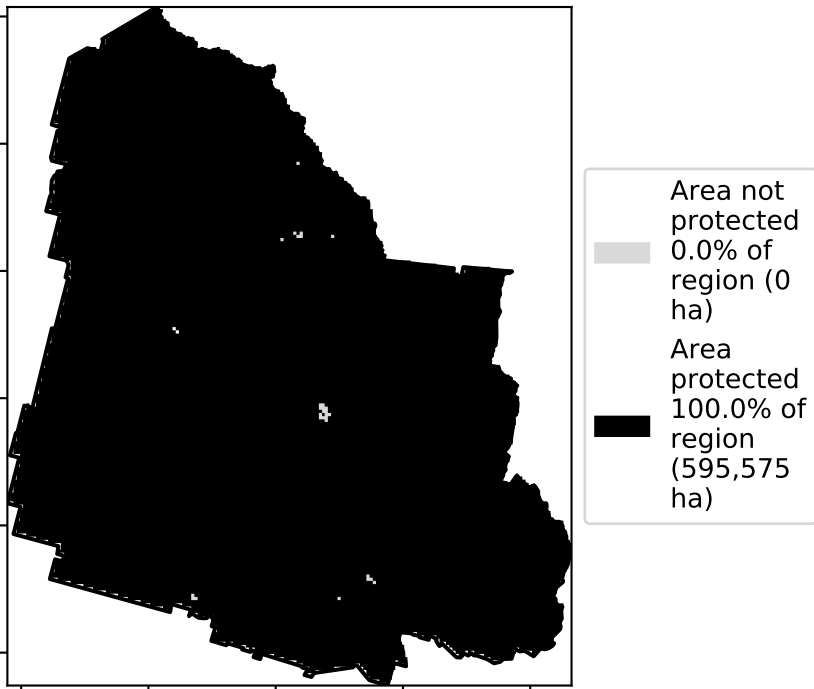 Area not
protected
0.0% of
region (0
ha)
Area
protected
100.0% of
region
(595,575
ha)